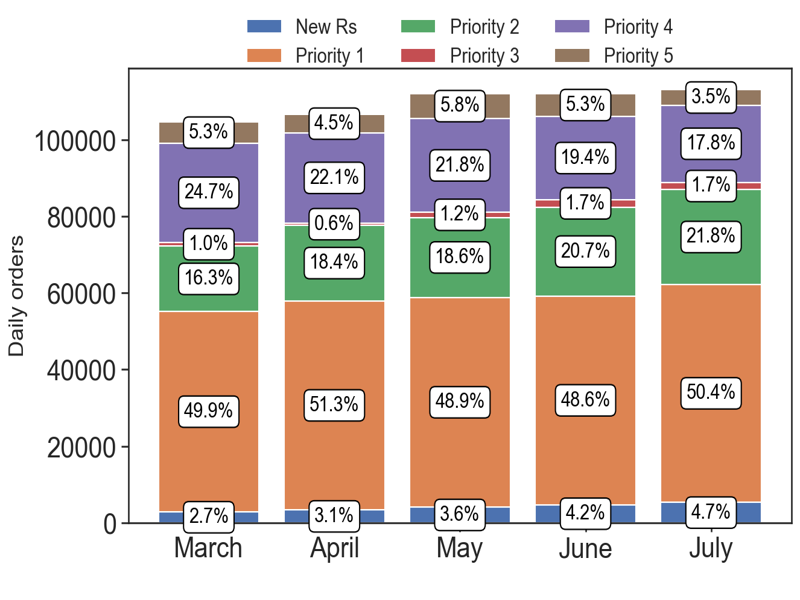 New Rs Priority 2 Priority 4
Priority 1 Priority 3 Priority 5
Daily orders
100000
80000
60000
40000
20000
0
5.3% 4.5% 5.8% 5.3% 3.5%
24.7% 22.1% 21.8% 19.4% 17.8%
1.0% 0.6% 1.2% 1.7% 1.7%
16.3% 18.4% 18.6% 20.7% 21.8%
49.9% 51.3% 48.9% 48.6% 50.4%
2.7% 3.1% 3.6% 4.2% 4.7%
March April May June July